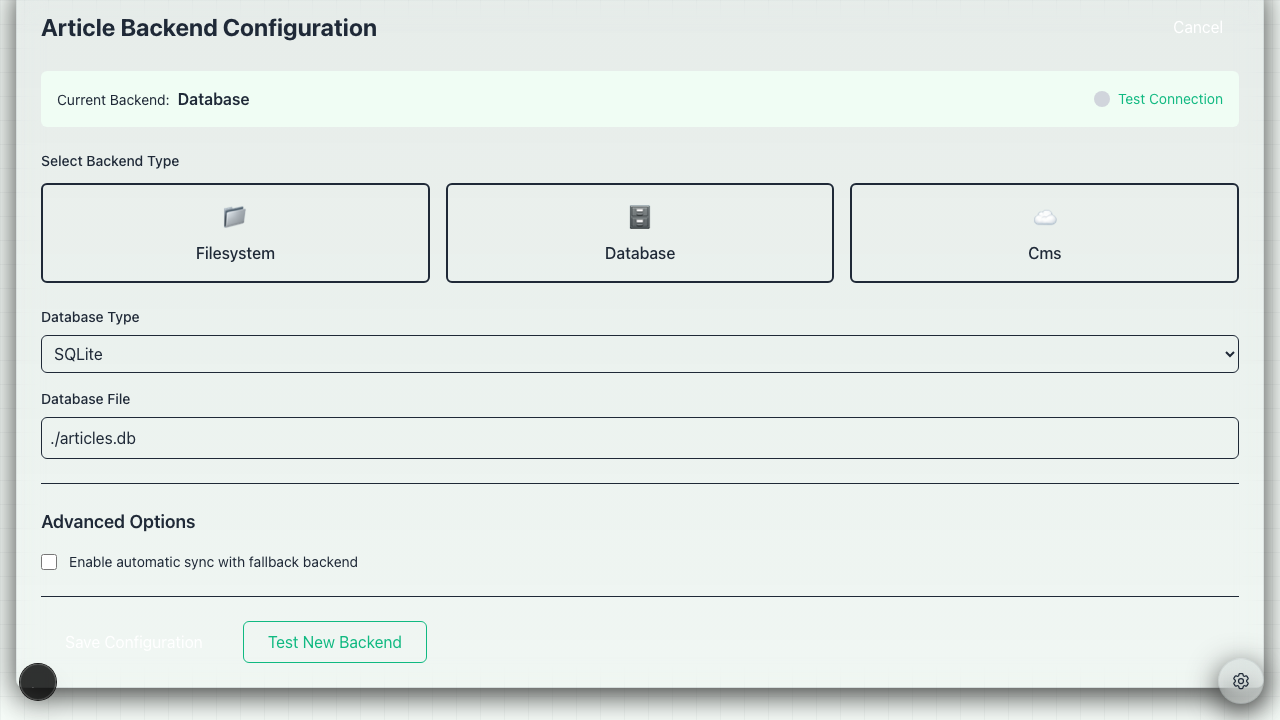 Article Backend Configuration
Cancel
Current Backend: Database
Test Connection
Select Backend Type
Filesystem
Database
Cms
Database Type
SQLite
Database File
./articles.db
Advanced Options
Enable automatic sync with fallback backend
Save Configuration
Test New Backend